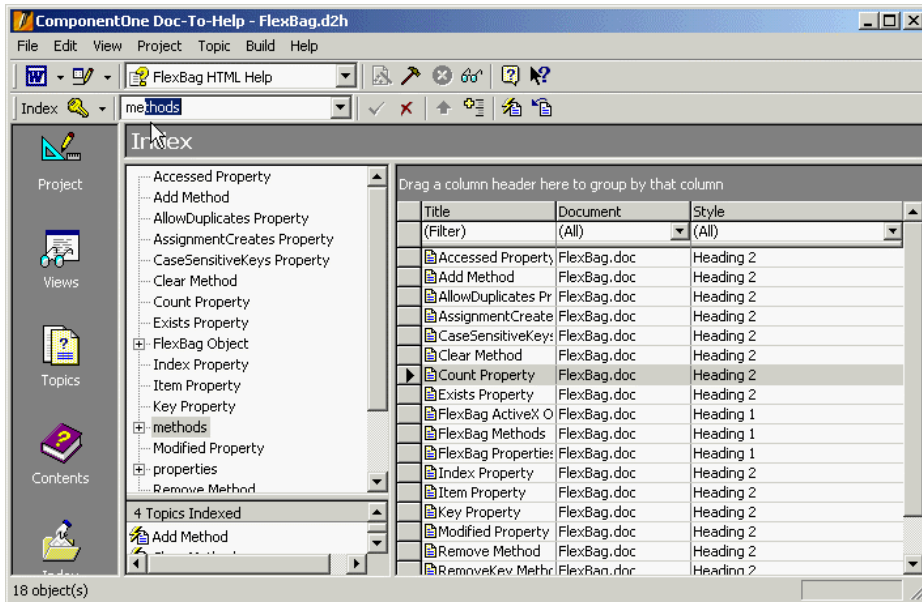 ComponentOne Doc-To-Help - FlexBag.d2h
File Edit View Project Topic Build Help
FlexBag HTML Help
Index methods
Index
Project
Views
Topics
Contents
Accessed Property
Add Method
AllowDuplicates Property
AssignmentCreates Property
CaseSensitiveKeys Property
Clear Method
Count Property
Exists Property
FlexBag Object
Index Property
Item Property
Key Property
methods
Modified Property
properties
Remove Method
4 Topics Indexed
Add Method
Drag a column header here to group by that column
Title Document Style
(Filter) (All) (All)
Accessed Property FlexBag.doc Heading 2
Add Method FlexBag.doc Heading 2
AllowDuplicates Pr FlexBag.doc Heading 2
AssignmentCreate FlexBag.doc Heading 2
CaseSensitiveKeys FlexBag.doc Heading 2
Clear Method FlexBag.doc Heading 2
Count Property FlexBag.doc Heading 2
Exists Property FlexBag.doc Heading 2
FlexBag ActiveX O FlexBag.doc Heading 1
FlexBag Methods FlexBag.doc Heading 1
FlexBag Properties FlexBag.doc Heading 1
Index Property FlexBag.doc Heading 2
Item Property FlexBag.doc Heading 2
Key Property FlexBag.doc Heading 2
Modified Property FlexBag.doc Heading 2
Remove Method FlexBag.doc Heading 2
RemoveKey Metho FlexBag.doc Heading 2
18 object(s)